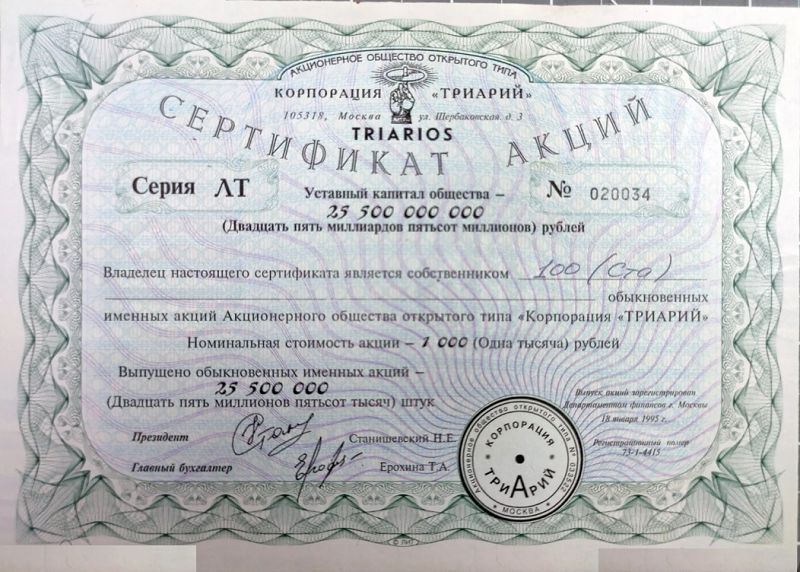 АКЦИОНЕРНОЕ ОБЩЕСТВО ОТКРЫТОГО ТИПА
КОРПОРАЦИЯ «ТРИАРИЙ»
105318, Москва ул. Щербаковская д. 3
TRIARIOS
СЕРТИФИКАТ АКЦИЙ
Серия ЛТ
Уставный капитал общества –
№ 020034
25 500 000 000
(Двадцать пять миллиардов пятьсот миллионов) рублей
Владелец настоящего сертификата является собственником 100 (Ста)
обыкновенных
именных акций Акционерного общества открытого типа «Корпорация «ТРИАРИЙ»
Номинальная стоимость акции – 1 000 (Одна тысяча) рублей
Выпущено обыкновенных именных акций –
25 500 000
(Двадцать пять миллионов пятьсот тысяч) штук
Выпуск акций зарегистрирован
Департаментом финансов г. Москвы
18 января 1995 г.
Регистрационный номер
73-1-4415
Президент Станишевский Н.Е.
Главный бухгалтер Ерохина Т.А.
Акционерное общество открытого типа № 035532
КОРПОРАЦИЯ
ТРИАРИЙ
* МОСКВА *